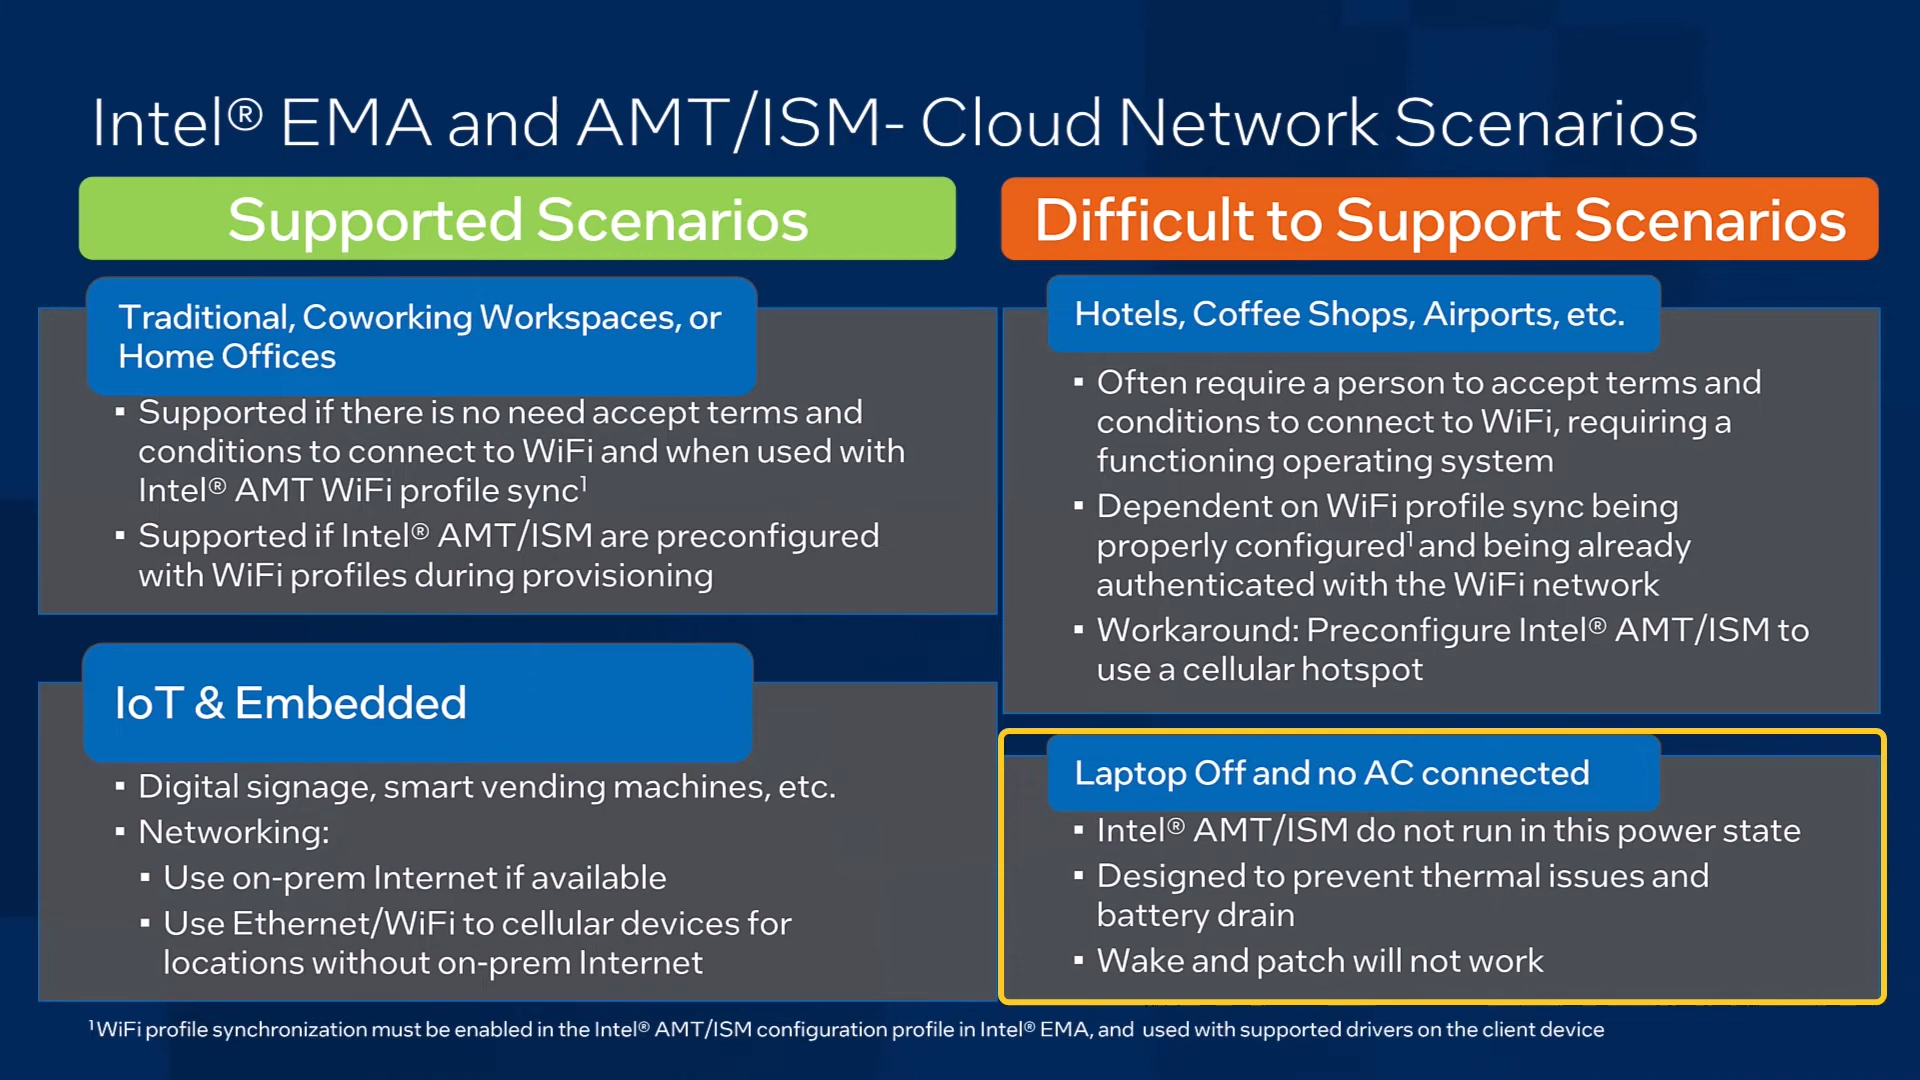 Intel® EMA and AMT/ISM- Cloud Network Scenarios
Supported Scenarios
Traditional, Coworking Workspaces, or
Home Offices
▪ Supported if there is no need accept terms and
conditions to connect to WiFi and when used with
Intel® AMT WiFi profile sync¹
▪ Supported if Intel® AMT/ISM are preconfigured
with WiFi profiles during provisioning
IoT & Embedded
▪ Digital signage, smart vending machines, etc.
▪ Networking:
▪ Use on-prem Internet if available
▪ Use Ethernet/WiFi to cellular devices for
locations without on-prem Internet
Difficult to Support Scenarios
Hotels, Coffee Shops, Airports, etc.
▪ Often require a person to accept terms and
conditions to connect to WiFi, requiring a
functioning operating system
▪ Dependent on WiFi profile sync being
properly configured¹ and being already
authenticated with the WiFi network
▪ Workaround: Preconfigure Intel® AMT/ISM to
use a cellular hotspot
Laptop Off and no AC connected
▪ Intel® AMT/ISM do not run in this power state
▪ Designed to prevent thermal issues and
battery drain
▪ Wake and patch will not work
¹WiFi profile synchronization must be enabled in the Intel® AMT/ISM configuration profile in Intel® EMA, and used with supported drivers on the client device